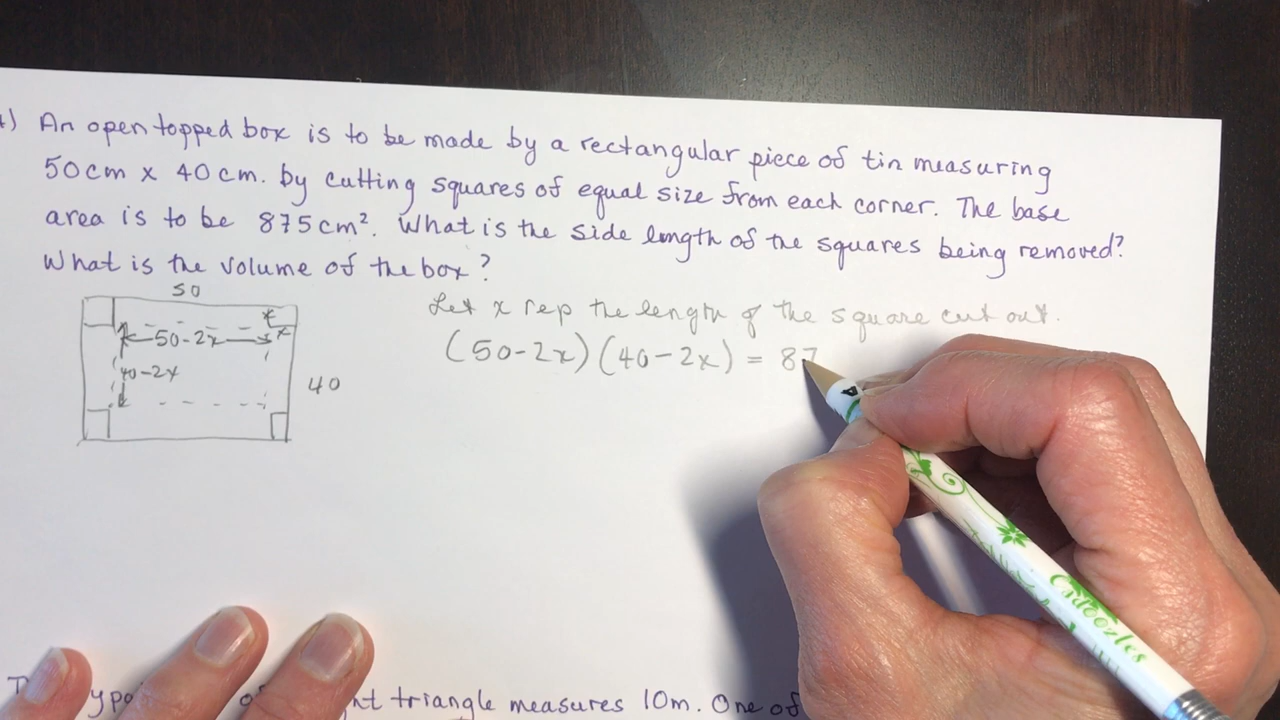 An open topped box is to be made by a rectangular piece of tin measuring
50cm x 40cm. by cutting squares of equal size from each corner. The base
area is to be 875cm². What is the side length of the squares being removed?
What is the volume of the box?
50
x
x
50-2x
40-2x
40
Let x rep the length of the square cut out.
(50-2x)(40-2x) = 87
triangle measures 10m. One of
Cadoozles